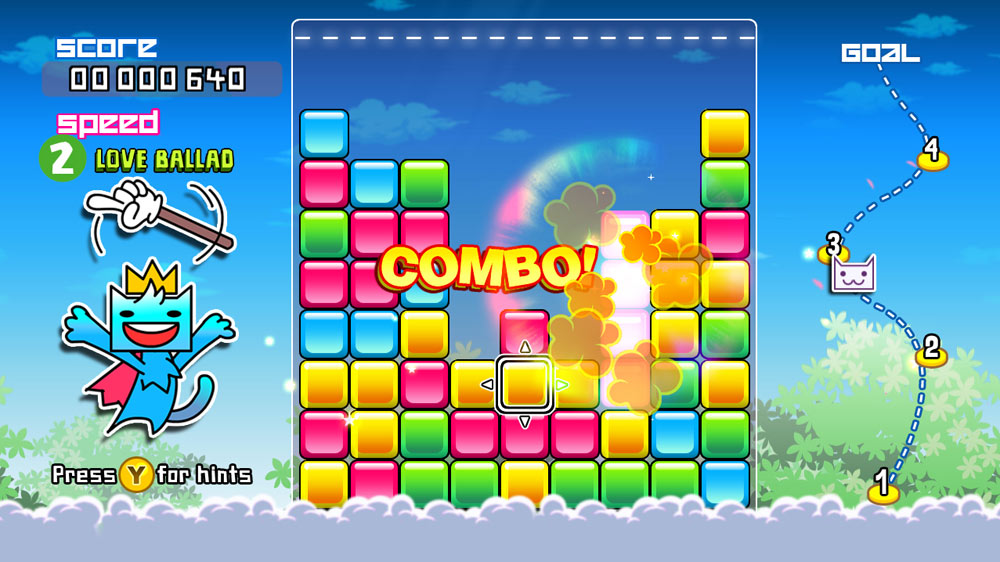 score
00 000 640
speed
2 LOVE BALLAD
Press Y for hints
COMBO!
GOAL
4
3
2
1